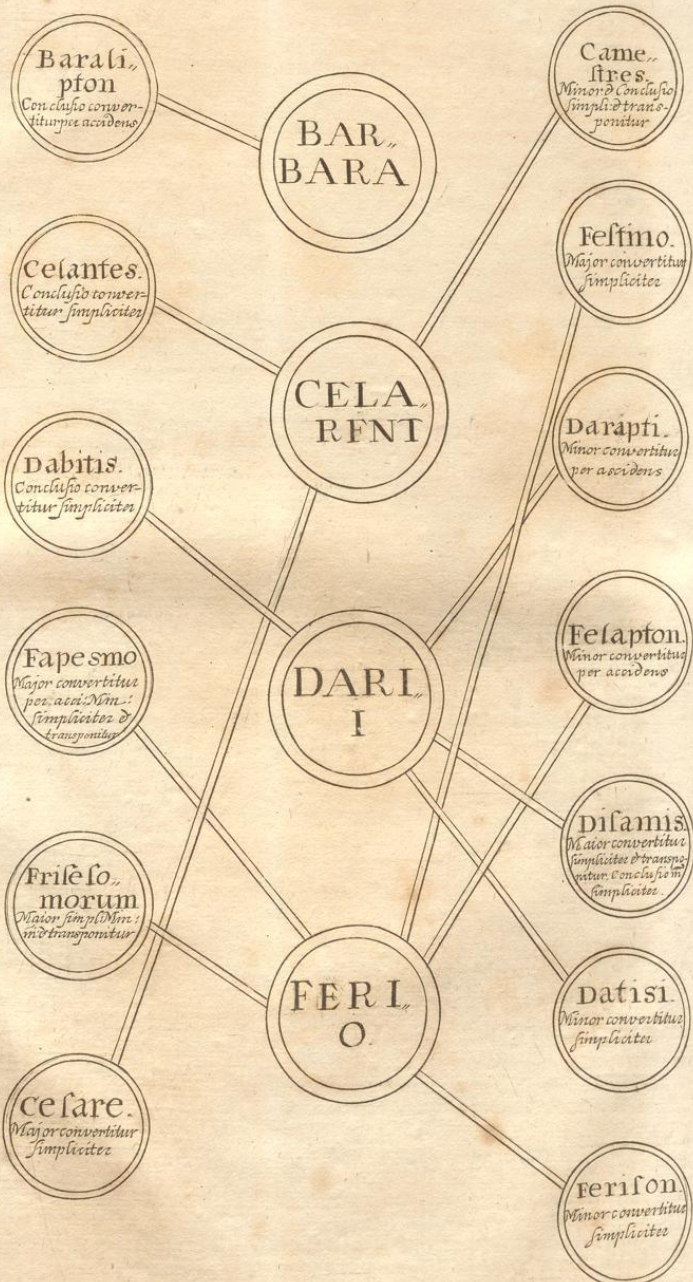 Barali„
pton
Conclusio conver-
titur per accidens
BAR„
BARA
Came„
stres.
Minor & Conclusio
simpli: & trans-
ponitur
Celantes.
Conclusio conver-
titur simpliciter
Festino.
Major convertitur
simpliciter
CELA„
RENT
Darapti.
Minor convertitur
per accidens
Dabitis.
Conclusio conver-
titur simpliciter
Fapesmo
Major convertitur
per acci: Min:
simpliciter &
transponitur
DARI„
I
Felapton.
Minor convertitur
per accidens
Disamis
Maior convertitur
simpliciter & transpo-
nitur, Conclusio
simpliciter.
Friseso„
morum
Maior simpl: Min:
& transponitur
FERI„
O.
Datisi.
Minor convertitur
simpliciter
Cesare.
Major convertitur
simpliciter
Ferison.
Minor convertitur
simpliciter